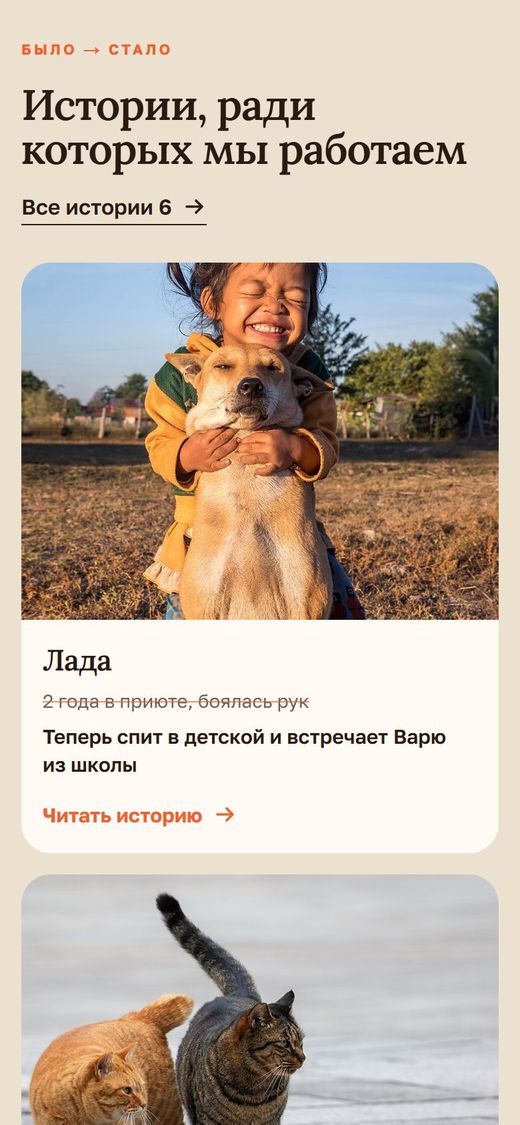 БЫЛО → СТАЛО
Истории, ради
которых мы работаем
Все истории 6 →
Лада
2 года в приюте, боялась рук
Теперь спит в детской и встречает Варю
из школы
Читать историю →